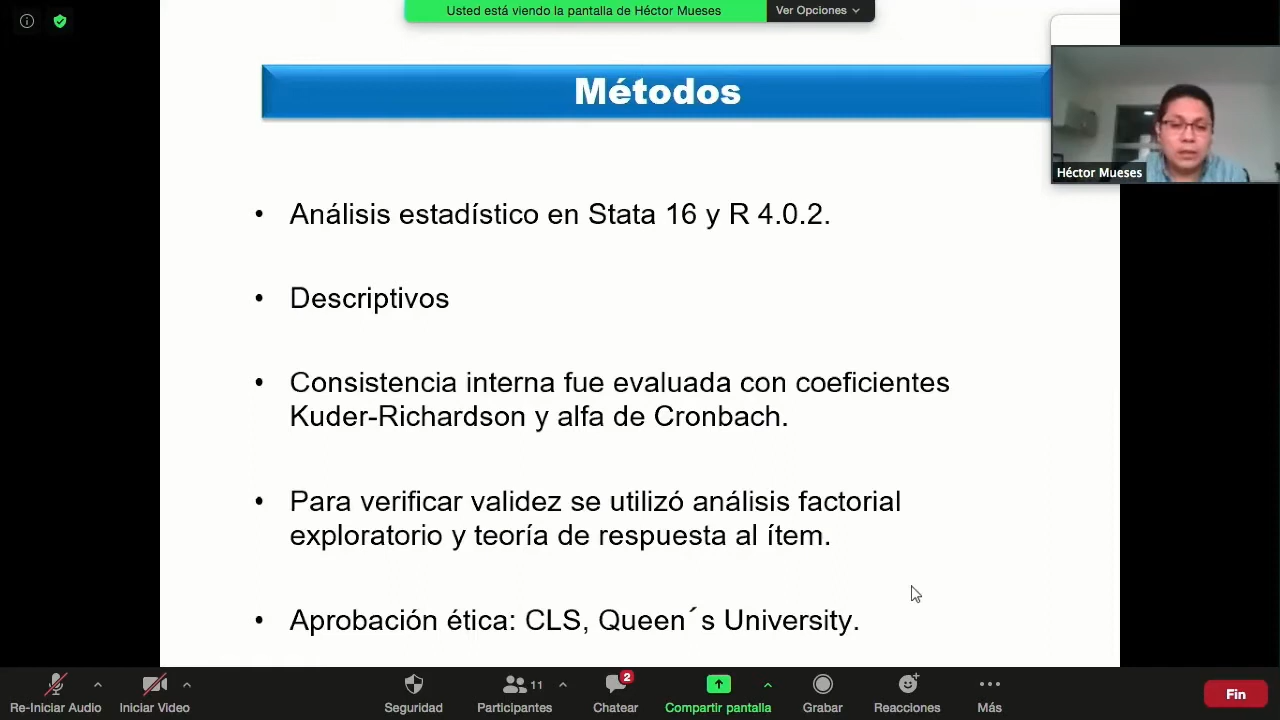 Usted está viendo la pantalla de Héctor Mueses
Ver Opciones
Métodos
Héctor Mueses
• Análisis estadístico en Stata 16 y R 4.0.2.
• Descriptivos
• Consistencia interna fue evaluada con coeficientes
Kuder-Richardson y alfa de Cronbach.
• Para verificar validez se utilizó análisis factorial
exploratorio y teoría de respuesta al ítem.
• Aprobación ética: CLS, Queen´s University.
Re-Iniciar Audio
Iniciar Video
Seguridad
11
Participantes
2
Chatear
Compartir pantalla
Grabar
Reacciones
Más
Fin